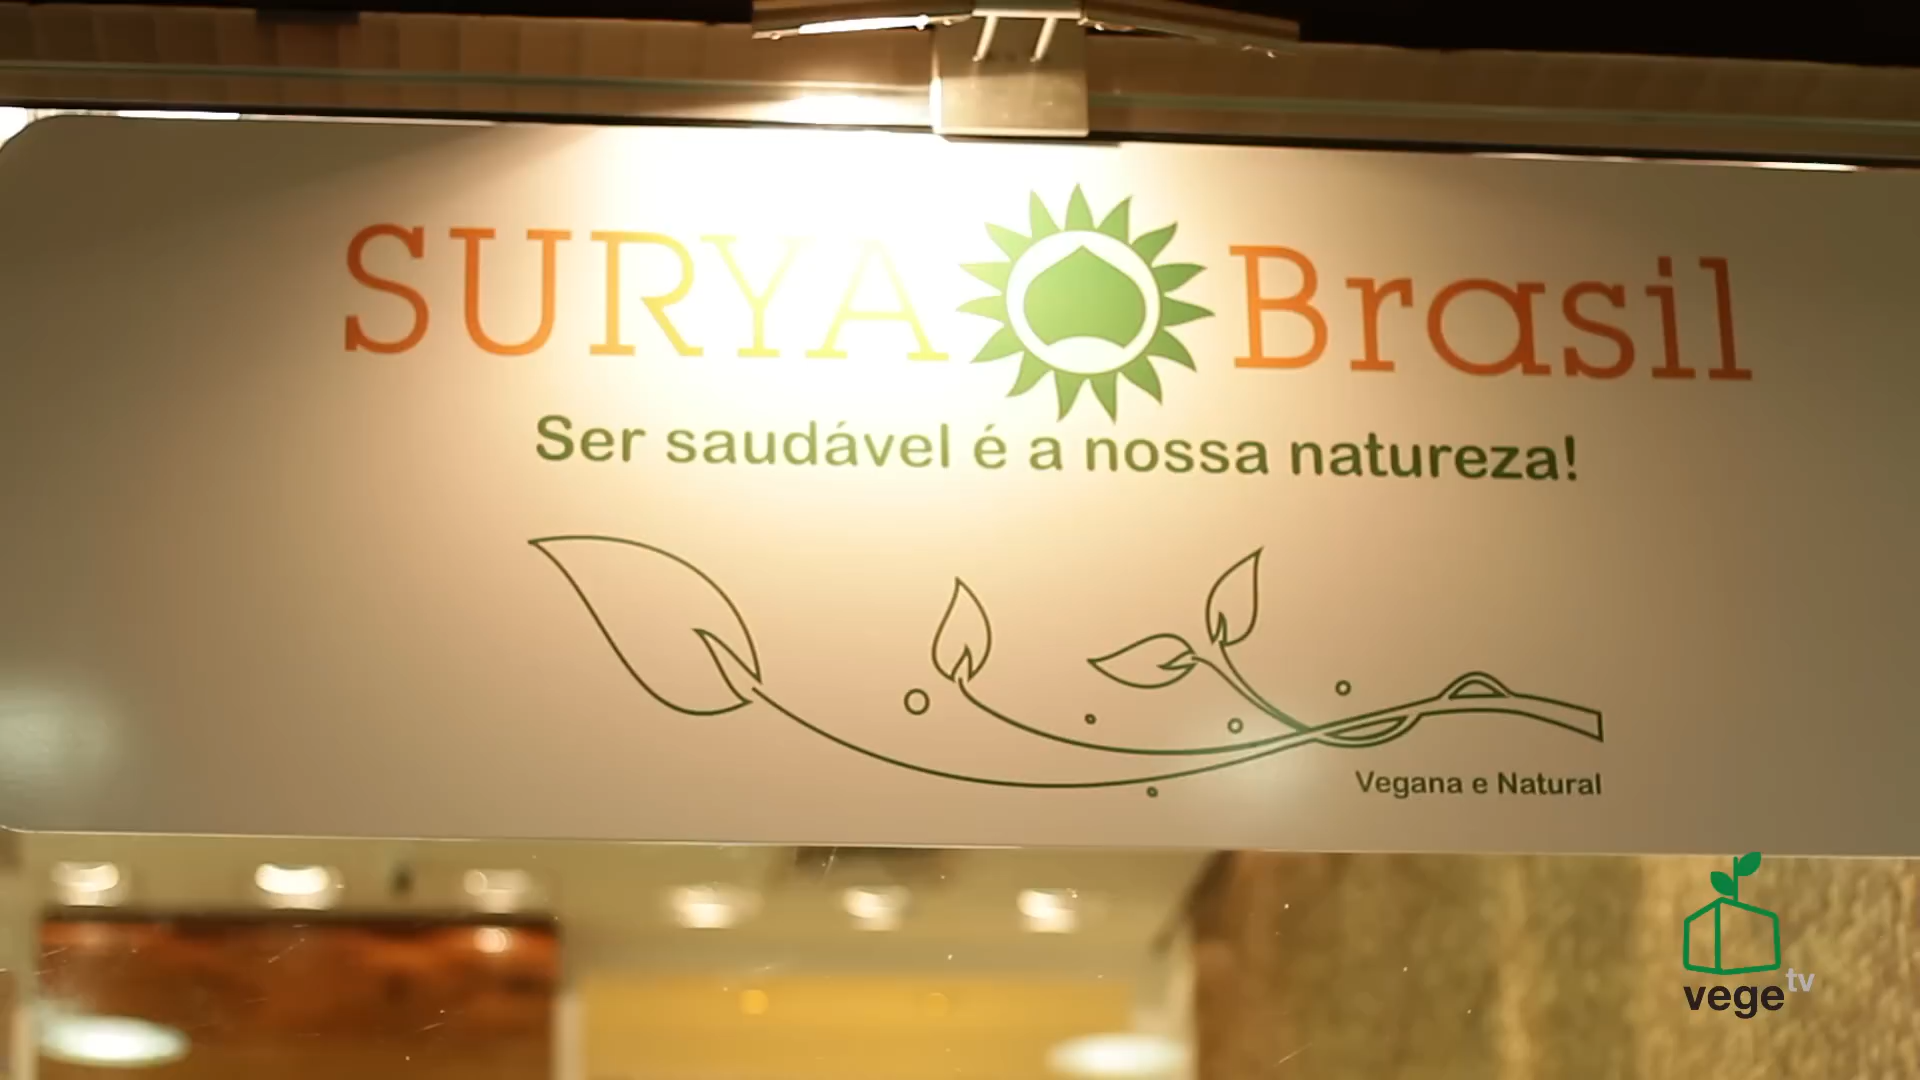 SURYA Brasil
Ser saudável é a nossa natureza!
Vegana e Natural
vege tv